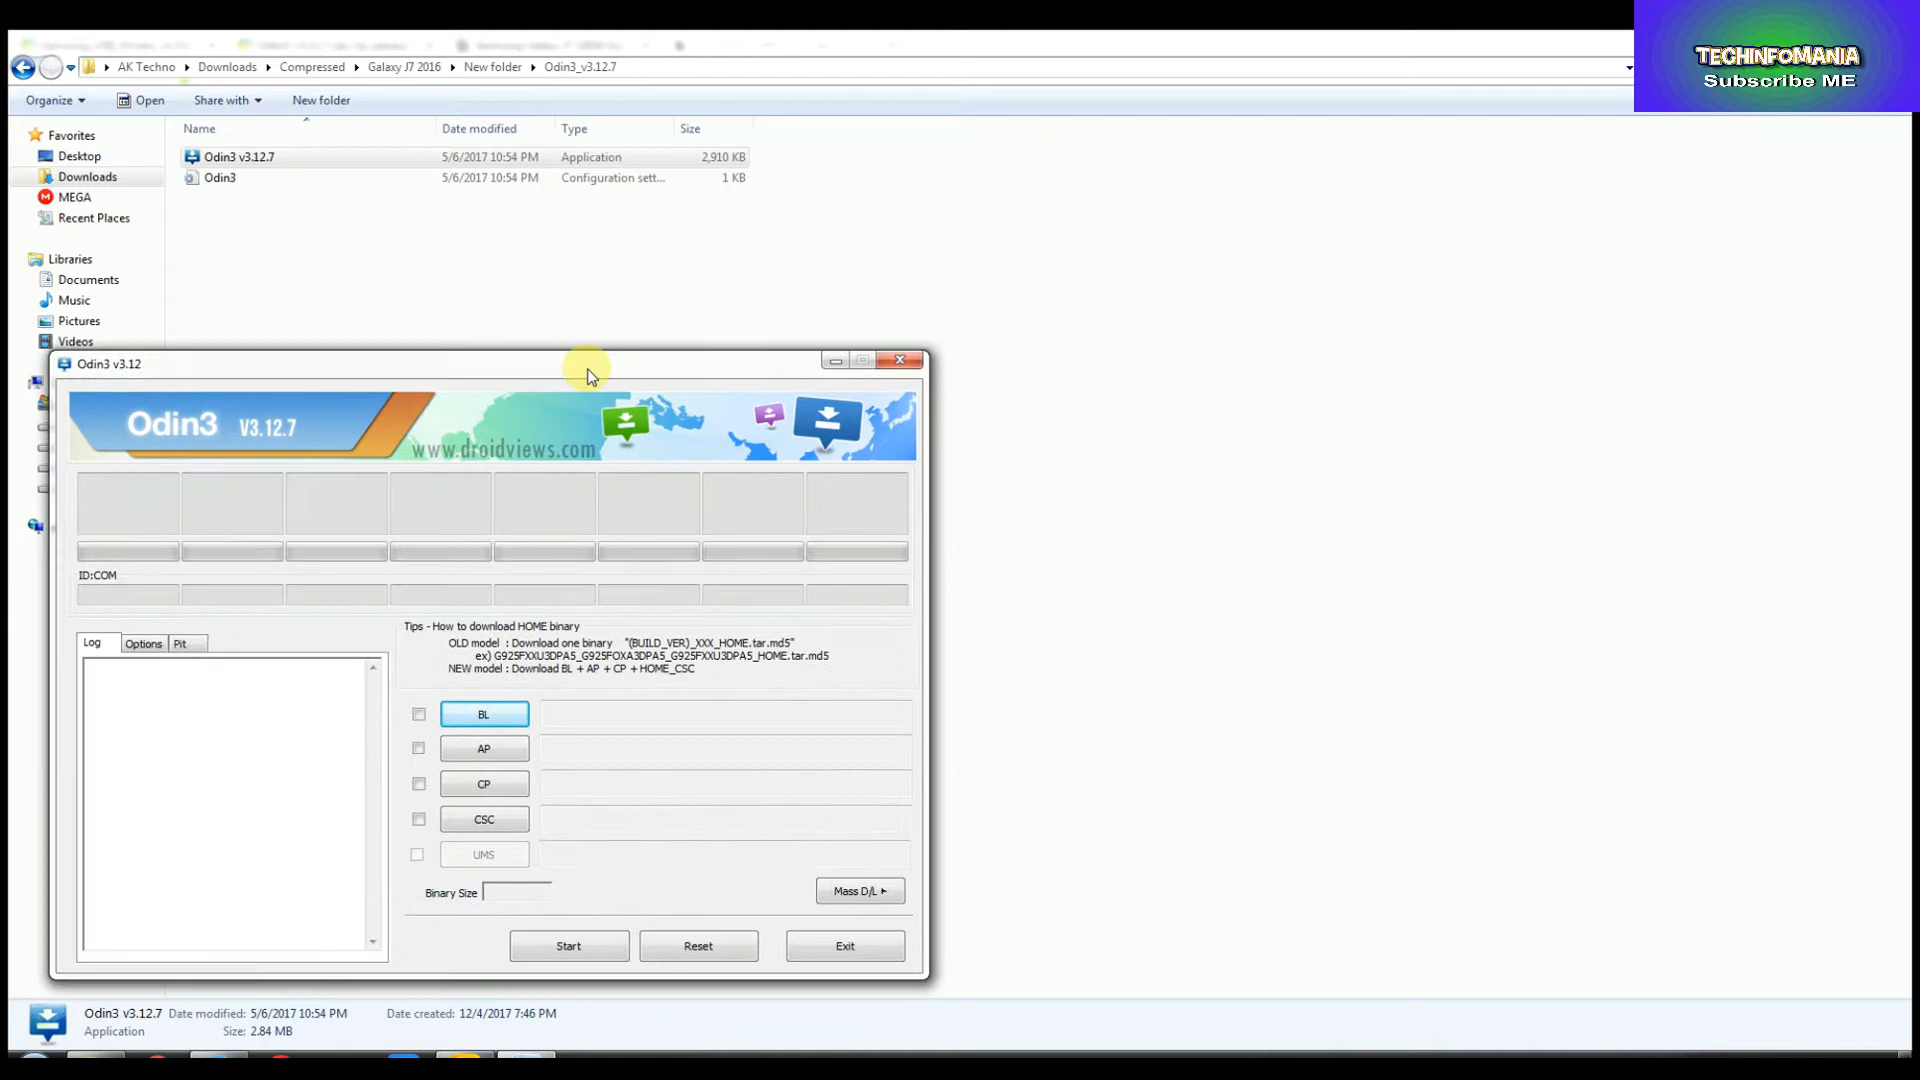 TECHINFOMANIA
Subscribe ME
AK Techno Downloads Compressed Galaxy J7 2016 New folder Odin3_v3.12.7
Organize Open Share with New folder
Name Date modified Type Size
Favorites
Desktop
Downloads
MEGA
Recent Places
Libraries
Documents
Music
Pictures
Videos
Odin3 v3.12.7 5/6/2017 10:54 PM Application 2,910 KB
Odin3 5/6/2017 10:54 PM Configuration sett... 1 KB
Odin3 v3.12
Odin3 V3.12.7
www.droidviews.com
ID:COM
Log Options Pit
Tips - How to download HOME binary
OLD model : Download one binary "(BUILD_VER)_XXX_HOME.tar.md5"
ex) G925FXXU3DPA5_G925FOXA3DPA5_G925FXXU3DPA5_HOME.tar.md5
NEW model : Download BL + AP + CP + HOME_CSC
BL
AP
CP
CSC
UMS
Binary Size
Mass D/L
Start Reset Exit
Odin3 v3.12.7 Date modified: 5/6/2017 10:54 PM Date created: 12/4/2017 7:46 PM
Application Size: 2.84 MB